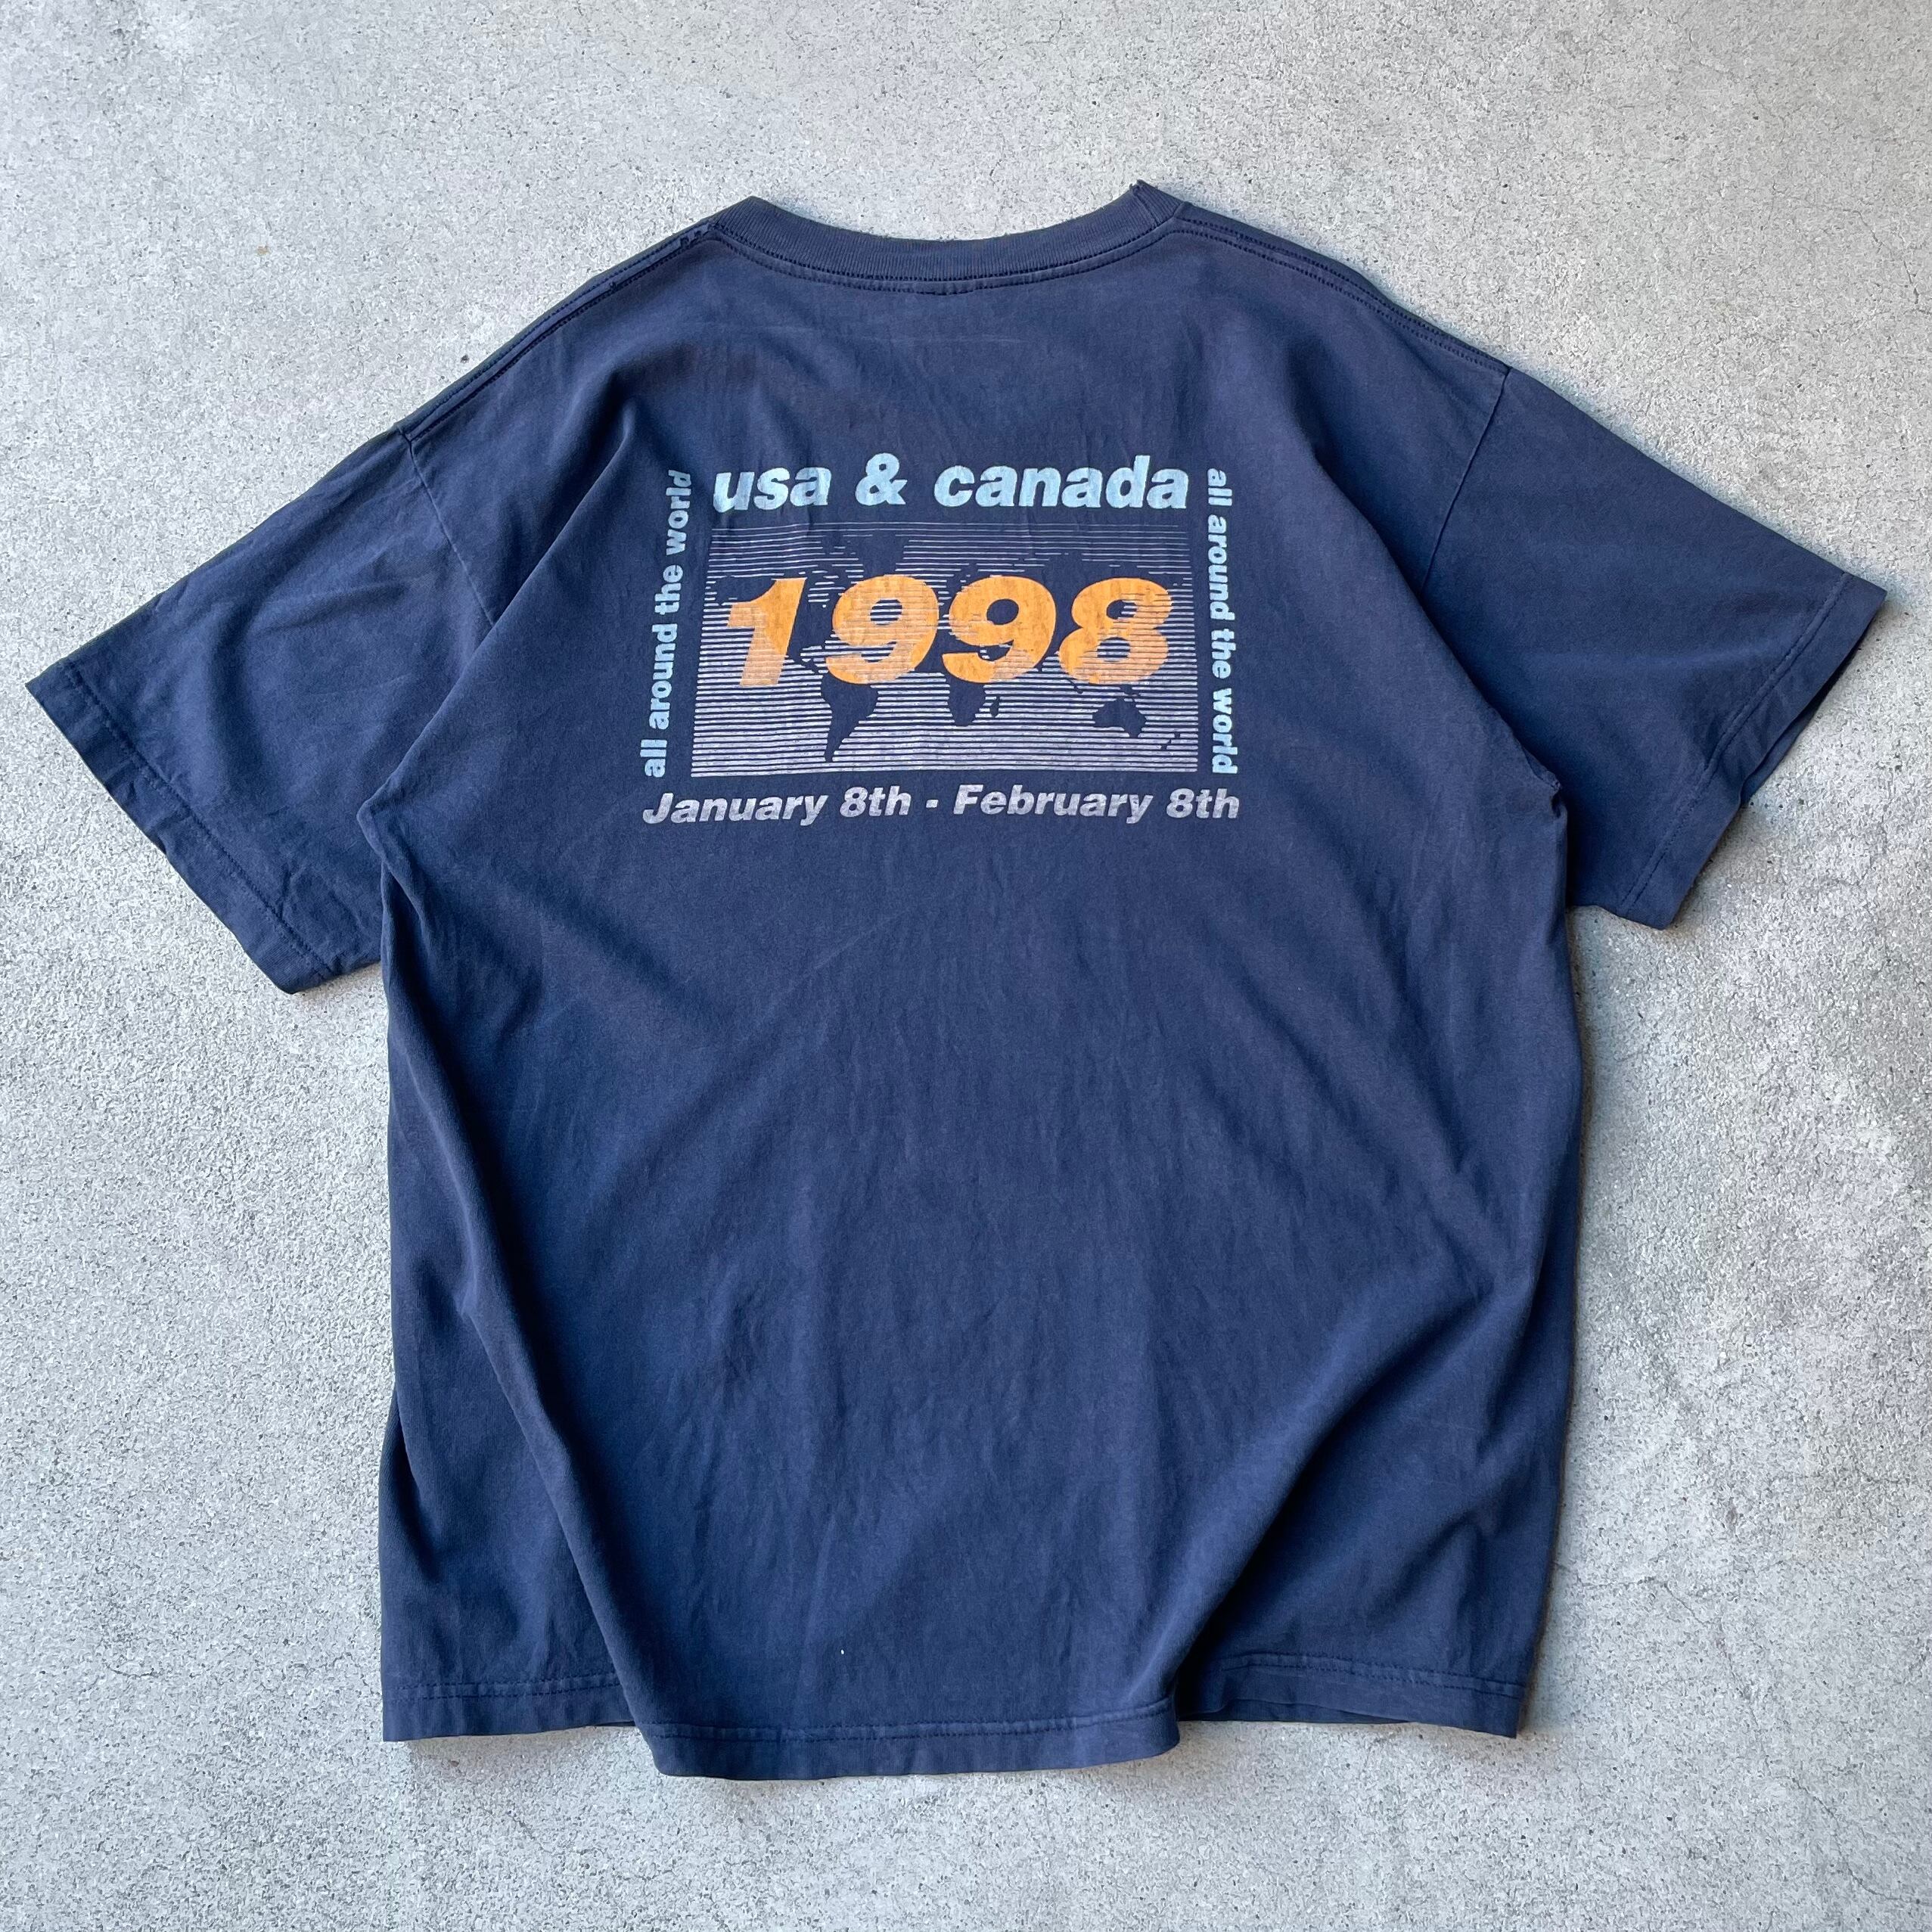 usa & canada
all around the world
1998
all around the world
January 8th - February 8th